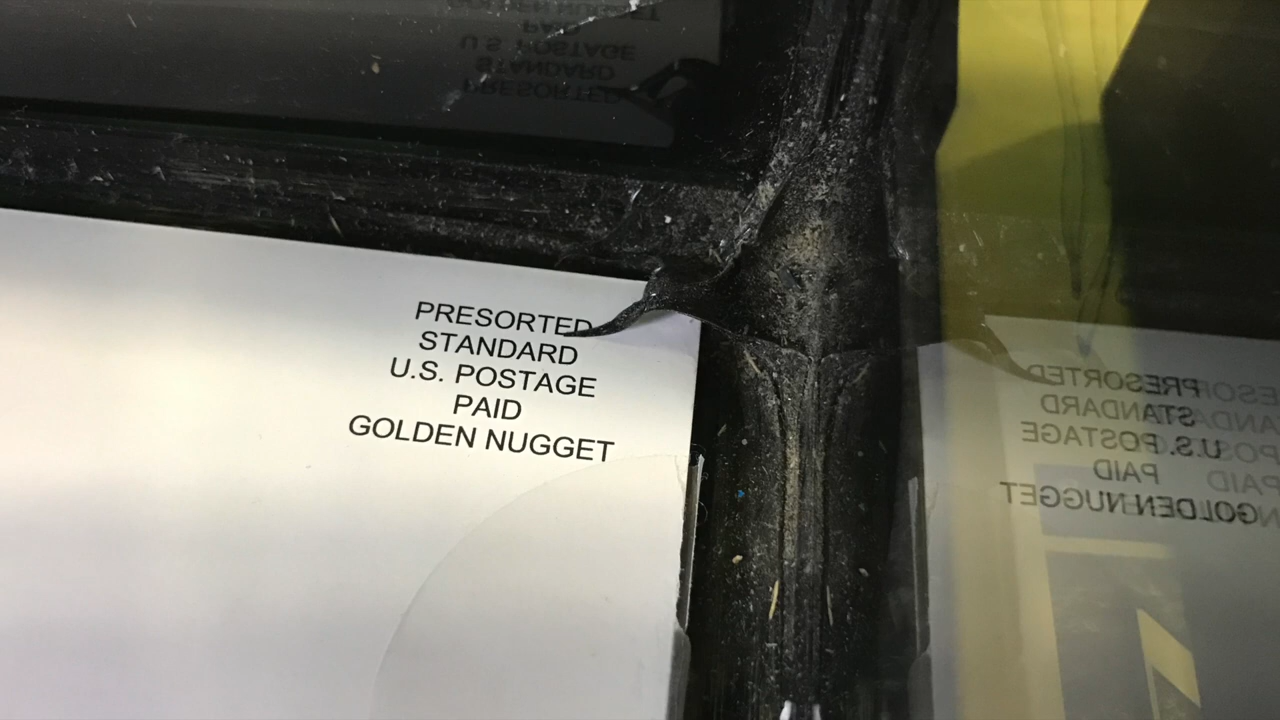 PRESORTED
STANDARD
U.S. POSTAGE
PAID
GOLDEN NUGGET